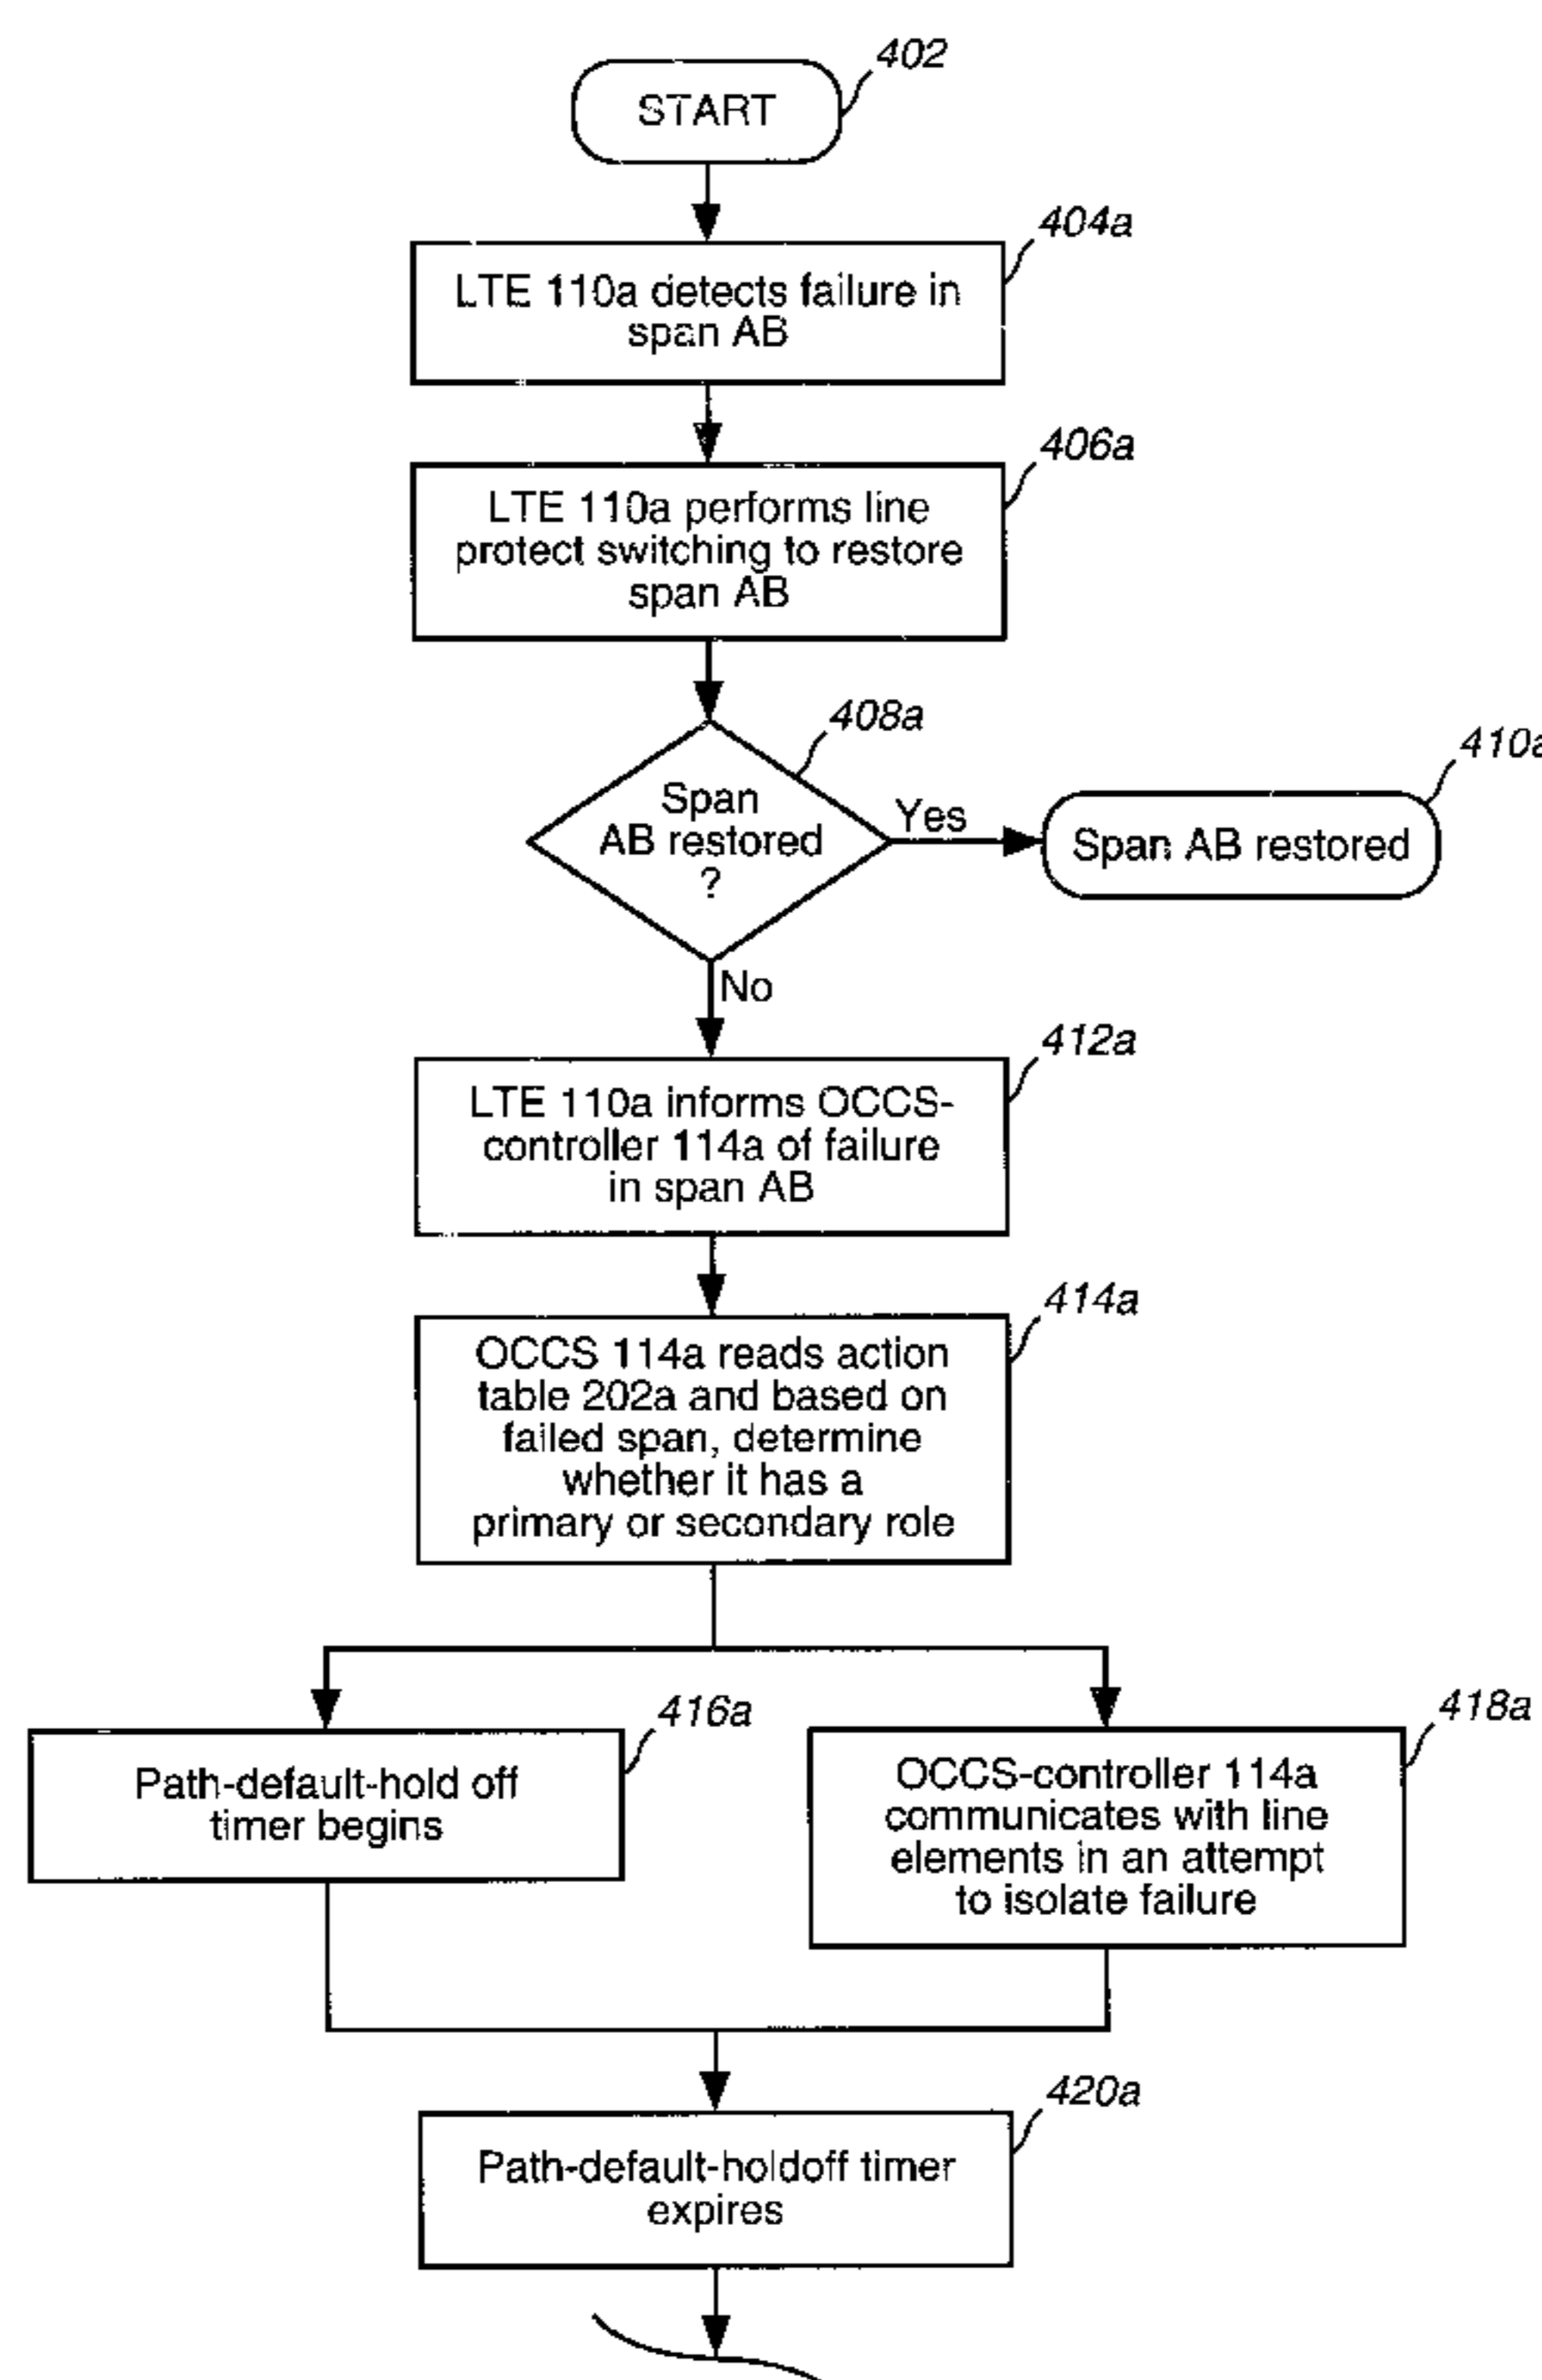 402
START
404a
LTE 110a detects failure in
span AB
406a
LTE 110a performs line
protect switching to restore
span AB
408a
Span
AB restored
?
Yes
410a
Span AB restored
No
412a
LTE 110a informs OCCS-
controller 114a of failure
in span AB
414a
OCCS 114a reads action
table 202a and based on
failed span, determine
whether it has a
primary or secondary role
416a
Path-default-hold off
timer begins
418a
OCCS-controller 114a
communicates with line
elements in an attempt
to isolate failure
420a
Path-default-holdoff timer
expires